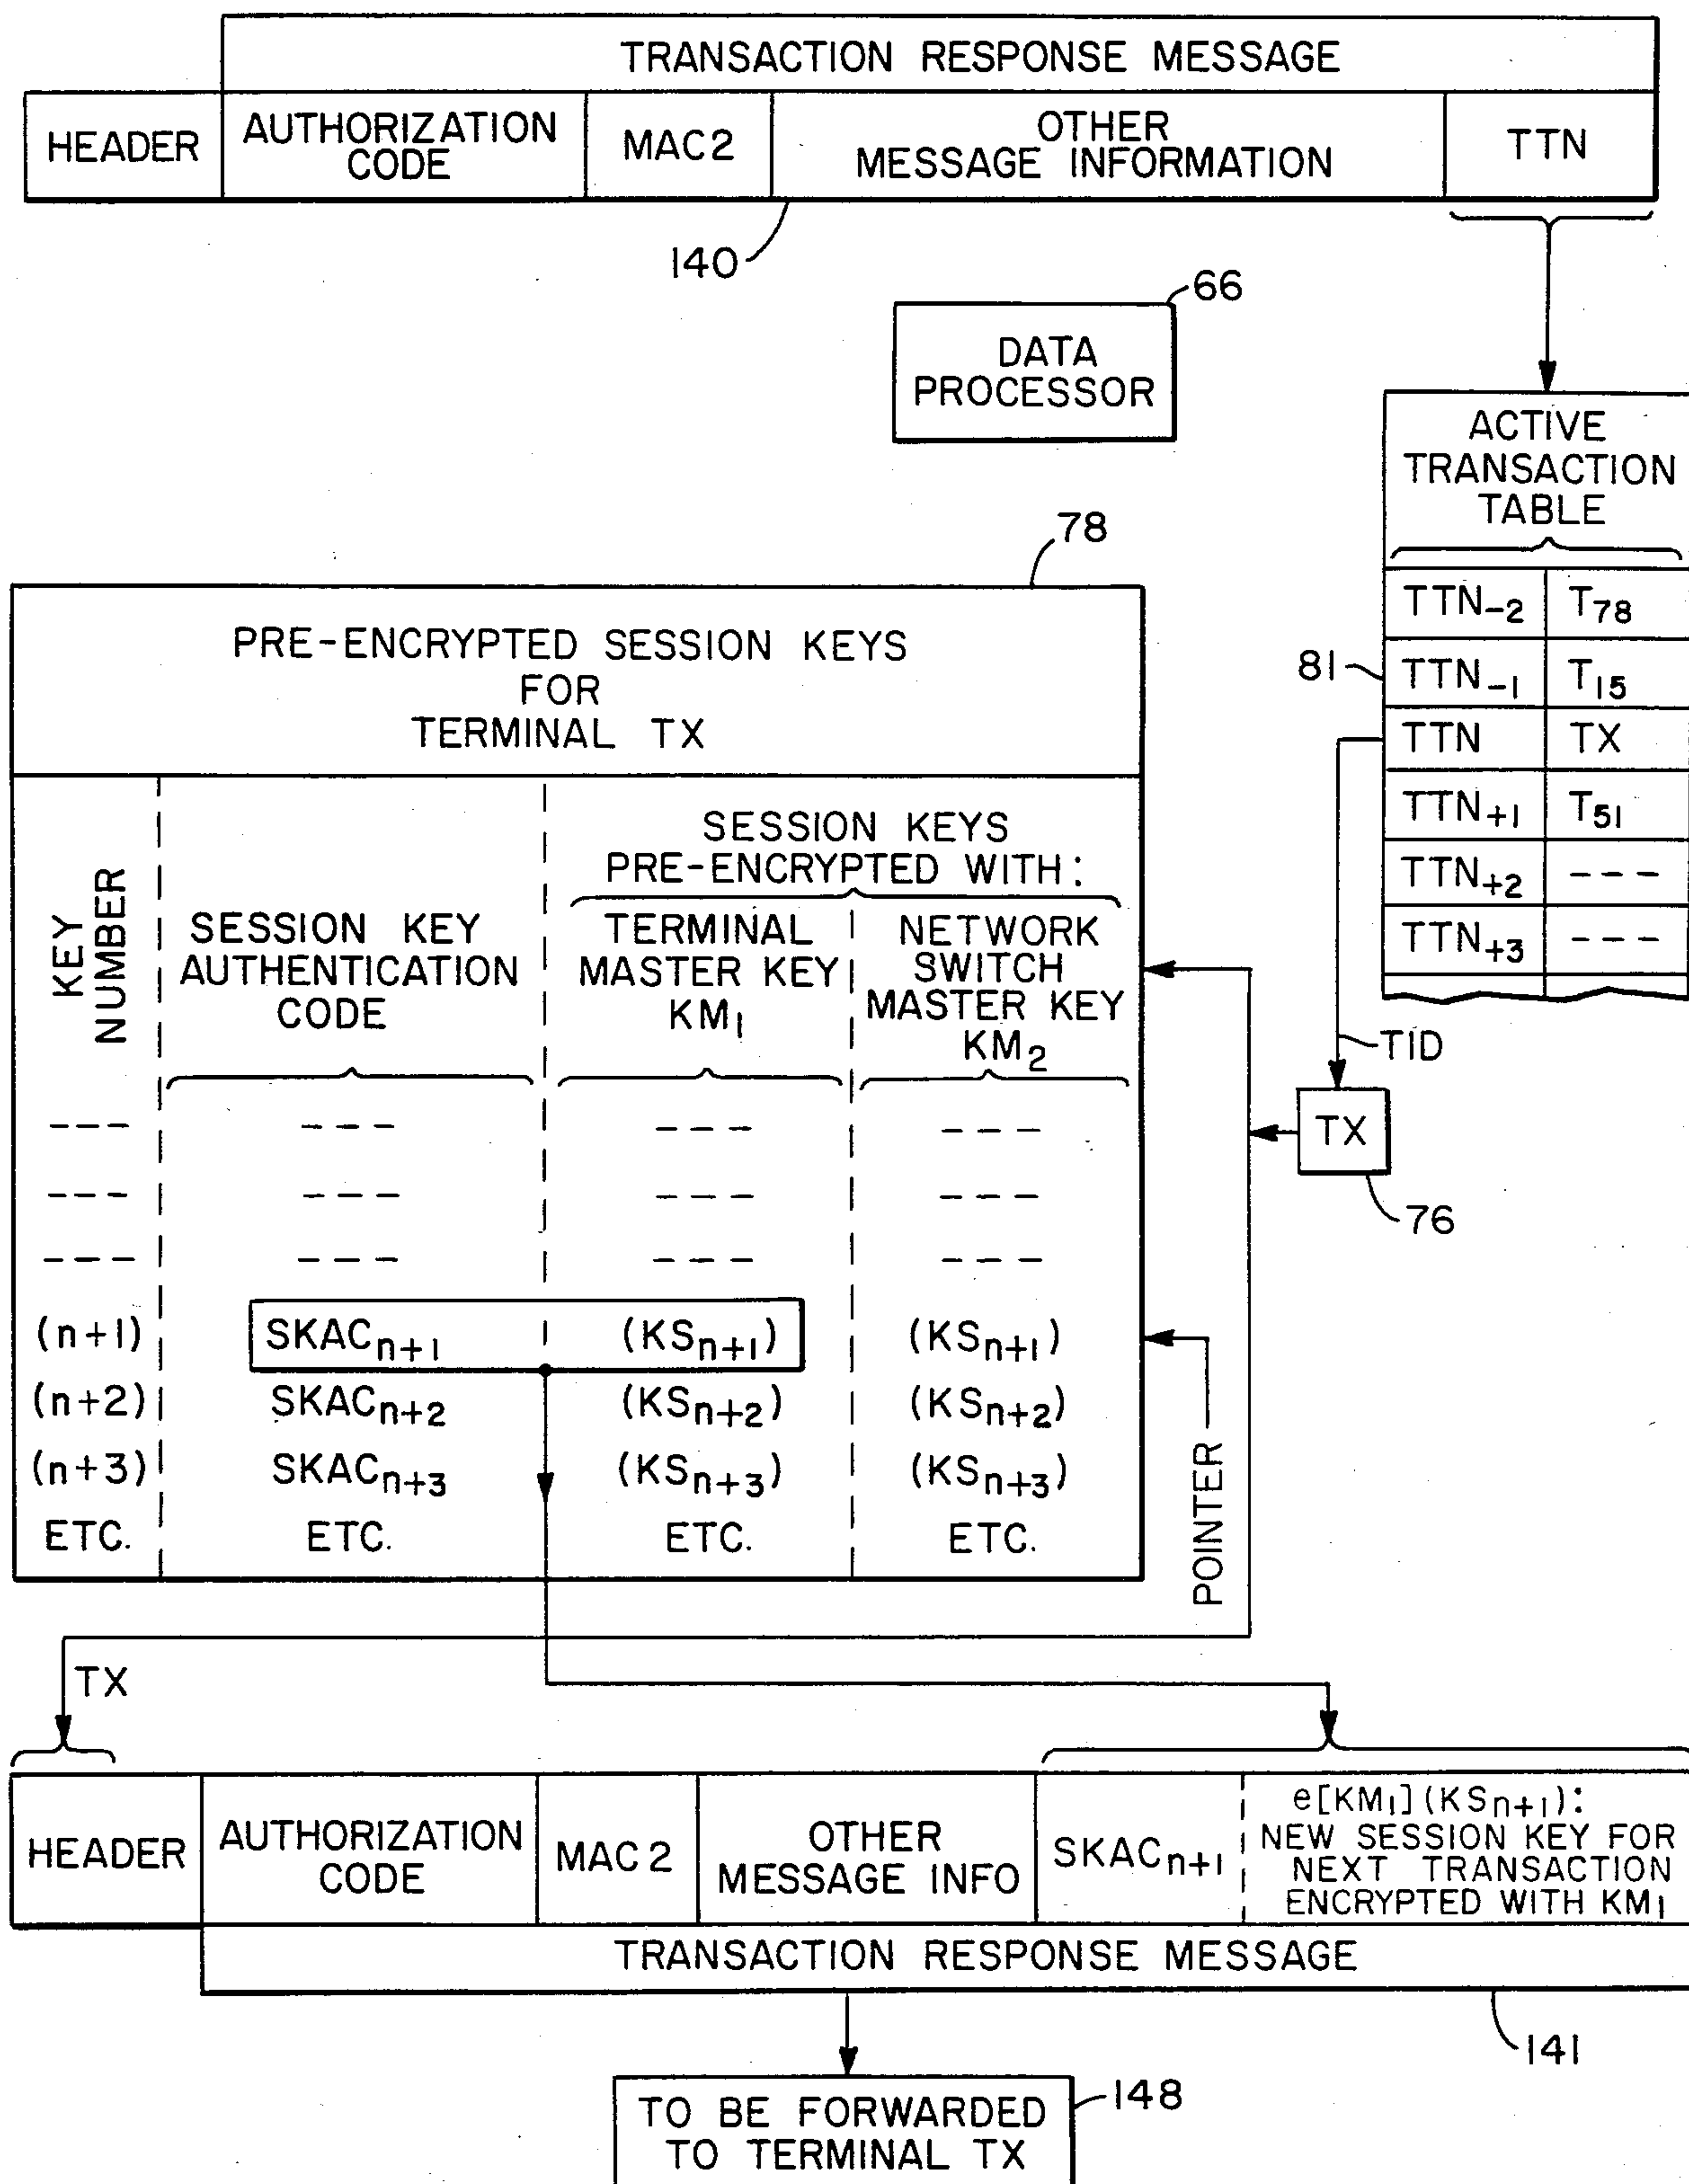 TRANSACTION RESPONSE MESSAGE
HEADER
AUTHORIZATION
CODE
MAC2
OTHER
MESSAGE INFORMATION
TTN
140
66
DATA
PROCESSOR
ACTIVE
TRANSACTION
TABLE
TTN-2 T78
81
TTN-1 T15
TTN TX
TTN+1 T51
TTN+2 ---
TTN+3 ---
TID
TX
76
78
PRE-ENCRYPTED SESSION KEYS
FOR
TERMINAL TX
KEY
NUMBER
SESSION KEY
AUTHENTICATION
CODE
SESSION KEYS
PRE-ENCRYPTED WITH:
TERMINAL
MASTER KEY
KM1
NETWORK
SWITCH
MASTER KEY
KM2
--- --- --- ---
--- --- --- ---
--- --- --- ---
(n+1) SKACn+1 (KSn+1) (KSn+1)
(n+2) SKACn+2 (KSn+2) (KSn+2)
(n+3) SKACn+3 (KSn+3) (KSn+3)
ETC. ETC. ETC. ETC.
POINTER
TX
HEADER
AUTHORIZATION
CODE
MAC 2
OTHER
MESSAGE INFO
SKACn+1
e[KM1](KSn+1):
NEW SESSION KEY FOR
NEXT TRANSACTION
ENCRYPTED WITH KM1
TRANSACTION RESPONSE MESSAGE
141
TO BE FORWARDED
TO TERMINAL TX
148